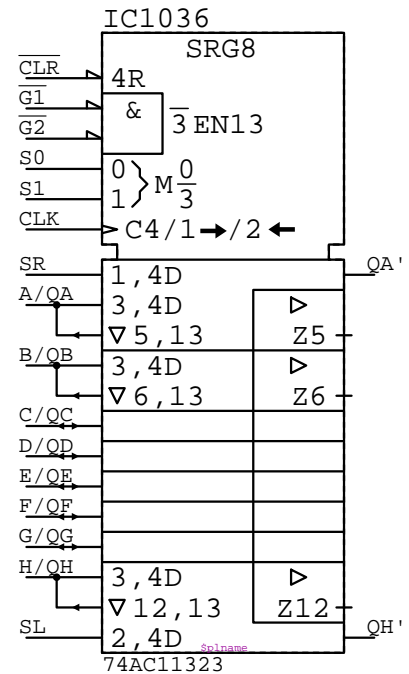 IC1036
SRG8
CLR
4R
G1
&
3EN13
G2
S0
0
M 0/3
S1
1
CLK
C4/1→/2←
SR
1,4D
QA'
A/QA
3,4D
▷
▽5,13
Z5
B/QB
3,4D
▷
▽6,13
Z6
C/QC
D/QD
E/QE
F/QF
G/QG
H/QH
3,4D
▷
▽12,13
Z12
SL
2,4D
$plname
QH'
74AC11323